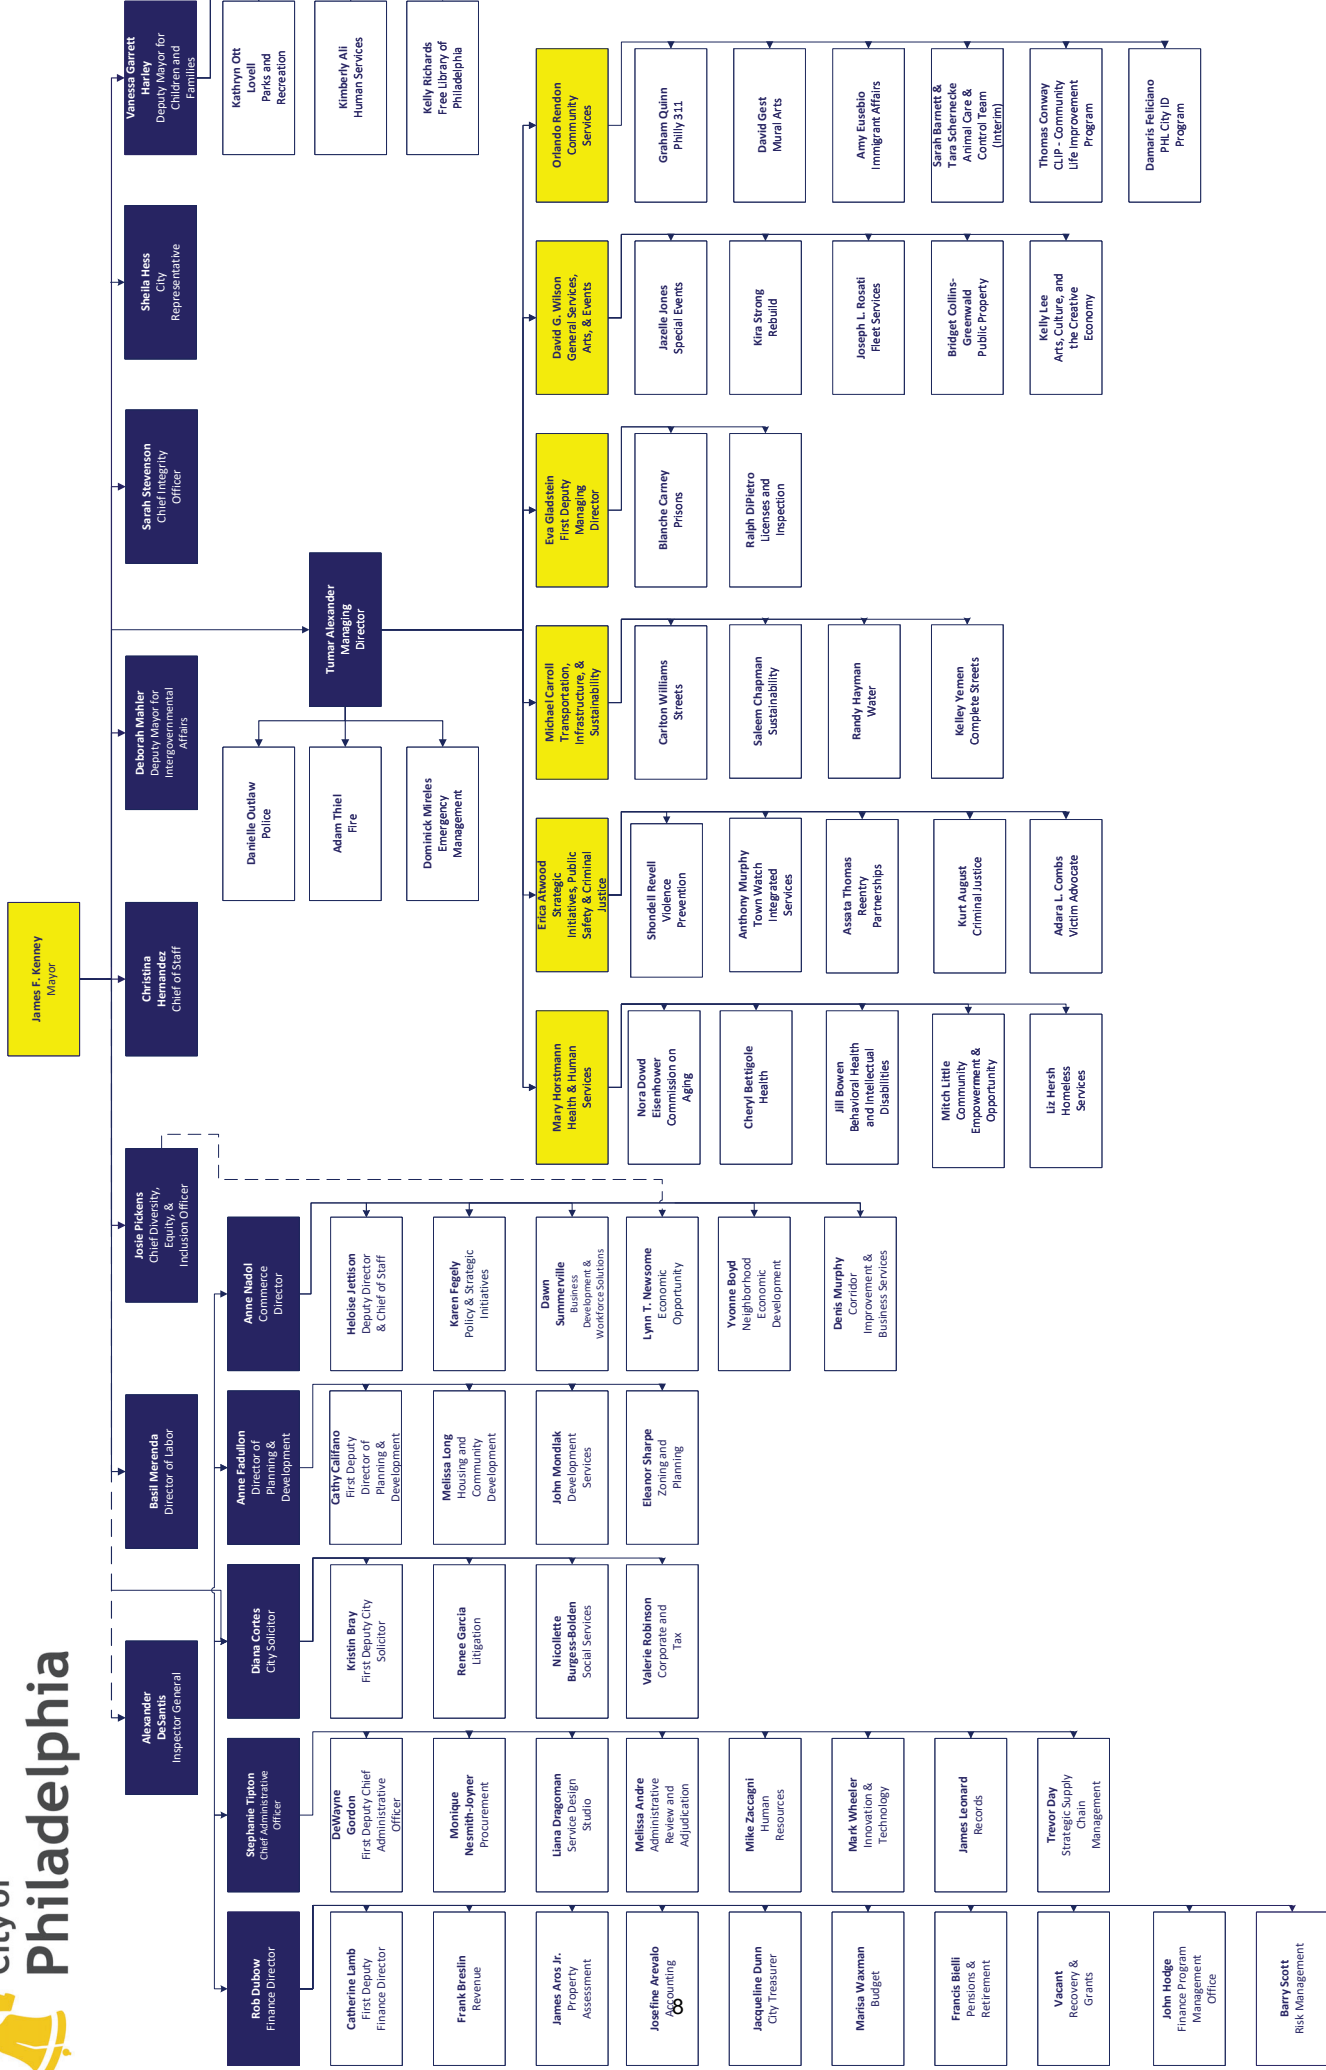 City of
Philadelphia
James F. Kenney
Mayor
Alexander
DeSantis
Inspector General
Basil Merenda
Director of Labor
Josie Pickens
Chief Diversity,
Equity, &
Inclusion Officer
Christina
Hernandez
Chief of Staff
Deborah Mahler
Deputy Mayor for
Intergovernmental
Affairs
Sarah Stevenson
Chief Integrity
Officer
Sheila Hess
City
Representative
Vanessa Garrett
Harley
Deputy Mayor for
Children and
Families
Kathryn Ott
Lovell
Parks and
Recreation
Kimberly Ali
Human Services
Kelly Richards
Free Library of
Philadelphia
Tumar Alexander
Managing
Director
Danielle Outlaw
Police
Adam Thiel
Fire
Dominick Mireles
Emergency
Management
Rob Dubow
Finance Director
Catherine Lamb
First Deputy
Finance Director
Frank Breslin
Revenue
James Aros Jr.
Property
Assessment
Josefine Arevalo
Accounting
Jacqueline Dunn
City Treasurer
Marisa Waxman
Budget
Francis Bielli
Pensions &
Retirement
Vacant
Recovery &
Grants
John Hodge
Finance Program
Management
Office
Barry Scott
Risk Management
Stephanie Tipton
Chief Administrative
Officer
DeWayne
Gordon
First Deputy Chief
Administrative
Officer
Monique
Nesmith-Joyner
Procurement
Liana Dragoman
Service Design
Studio
Melissa Andre
Administrative
Review and
Adjudication
Mike Zaccagni
Human
Resources
Mark Wheeler
Innovation &
Technology
James Leonard
Records
Trevor Day
Strategic Supply
Chain
Management
Diana Cortes
City Solicitor
Kristin Bray
First Deputy City
Solicitor
Renee Garcia
Litigation
Nicollette
Burgess-Bolden
Social Services
Valerie Robinson
Corporate and
Tax
Anne Fadullon
Director of
Planning &
Development
Cathy Califano
First Deputy
Director of
Planning &
Development
Melissa Long
Housing and
Community
Development
John Mondlak
Development
Services
Eleanor Sharpe
Zoning and
Planning
Anne Nadol
Commerce
Director
Heloise Jettison
Deputy Director
& Chief of Staff
Karen Fegely
Policy & Strategic
Initiatives
Dawn
Summerville
Business
Development &
Workforce Solutions
Lynn T. Newsome
Economic
Opportunity
Yvonne Boyd
Neighborhood
Economic
Development
Denis Murphy
Corridor
Improvement &
Business Services
Mary Horstmann
Health & Human
Services
Nora Dowd
Eisenhower
Commission on
Aging
Cheryl Bettigole
Health
Jill Bowen
Behavioral Health
and Intellectual
Disabilities
Mitch Little
Community
Empowerment &
Opportunity
Liz Hersh
Homeless
Services
Erica Atwood
Strategic
Initiatives, Public
Safety & Criminal
Justice
Shondell Revell
Violence
Prevention
Anthony Murphy
Town Watch
Integrated
Services
Assata Thomas
Reentry
Partnerships
Kurt August
Criminal Justice
Adara L. Combs
Victim Advocate
Michael Carroll
Transportation,
Infrastructure, &
Sustainability
Carlton Williams
Streets
Saleem Chapman
Sustainability
Randy Hayman
Water
Kelley Yemen
Complete Streets
Eva Gladstein
First Deputy
Managing
Director
Blanche Carney
Prisons
Ralph DiPietro
Licenses and
Inspection
David G. Wilson
General Services,
Arts, & Events
Jazelle Jones
Special Events
Kira Strong
Rebuild
Joseph L. Rosati
Fleet Services
Bridget Collins-
Greenwald
Public Property
Kelly Lee
Arts, Culture, and
the Creative
Economy
Orlando Rendon
Community
Services
Graham Quinn
Philly 311
David Gest
Mural Arts
Amy Eusebio
Immigrant Affairs
Sarah Barnett &
Tara Schernecke
Animal Care &
Control Team
(Interim)
Thomas Conway
CLIP - Community
Life Improvement
Program
Damaris Feliciano
PHL City ID
Program
8